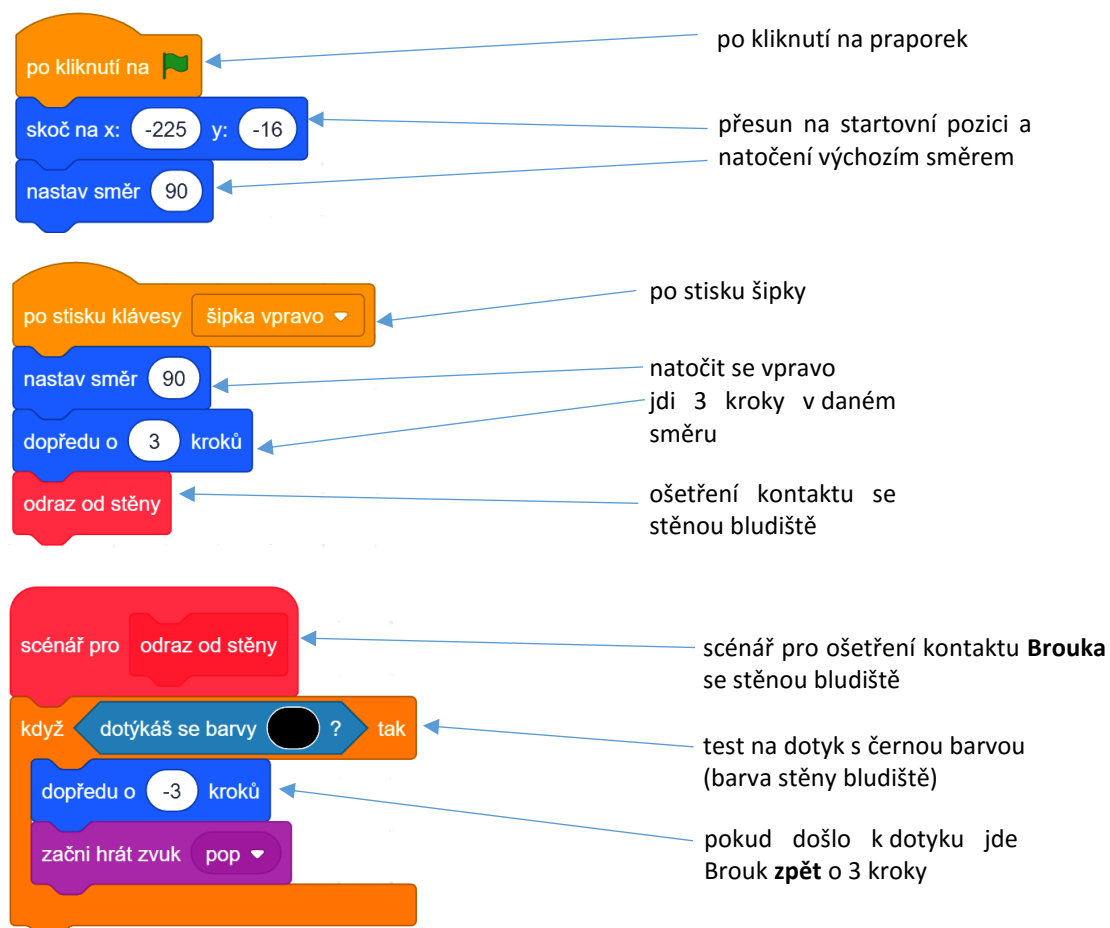 po kliknutí na
po kliknutí na praporek
skoč na x: -225 y: -16
přesun na startovní pozici a
natočení výchozím směrem
nastav směr 90
po stisku klávesy šipka vpravo
po stisku šipky
nastav směr 90
natočit se vpravo
jdi 3 kroky v daném
směru
dopředu o 3 kroků
odraz od stěny
ošetření kontaktu se
stěnou bludiště
scénář pro odraz od stěny
scénář pro ošetření kontaktu Brouka
se stěnou bludiště
když dotýkáš se barvy ? tak
test na dotyk s černou barvou
(barva stěny bludiště)
dopředu o -3 kroků
začni hrát zvuk pop
pokud došlo k dotyku jde
Brouk zpět o 3 kroky